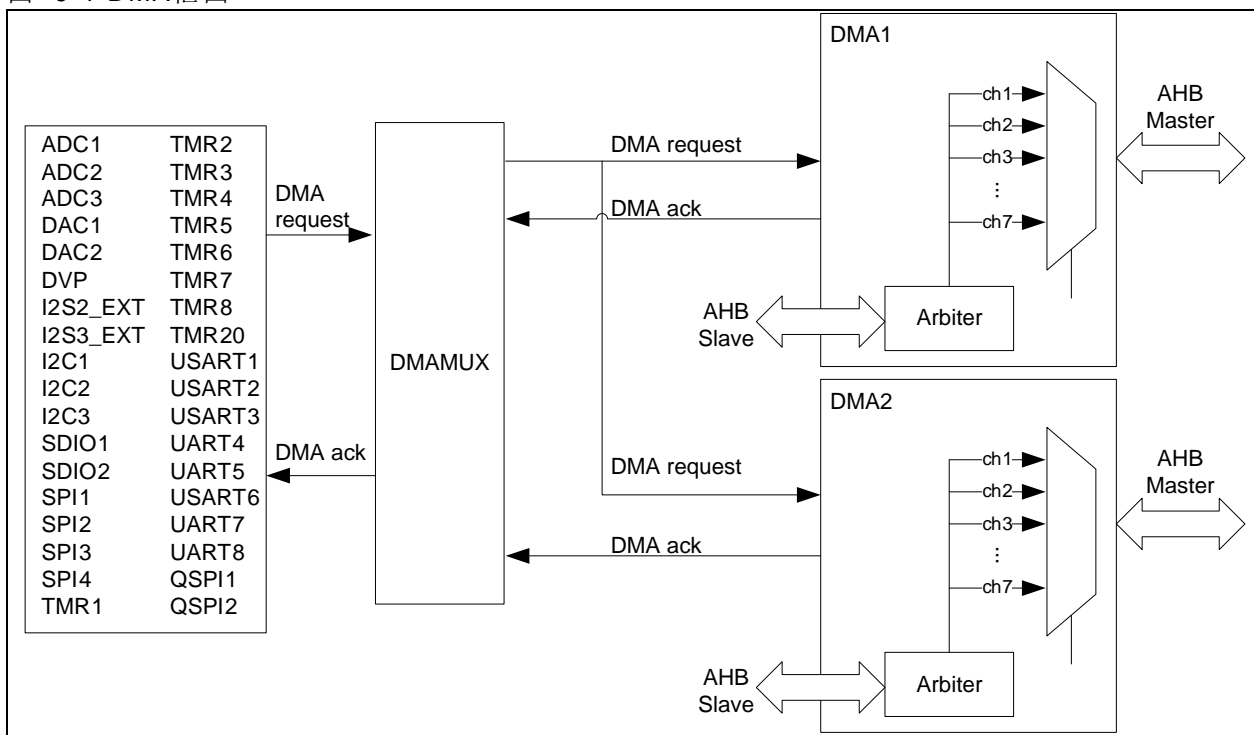 DMA1
ch1
ch2
ch3
⋮
ch7
AHB
Master
Arbiter
AHB
Slave
DMA request
DMA ack
ADC1 TMR2
ADC2 TMR3
ADC3 TMR4
DAC1 TMR5
DAC2 TMR6
DVP TMR7
I2S2_EXT TMR8
I2S3_EXT TMR20
I2C1 USART1
I2C2 USART2
I2C3 USART3
SDIO1 UART4
SDIO2 UART5
SPI1 USART6
SPI2 UART7
SPI3 UART8
SPI4 QSPI1
TMR1 QSPI2
DMA
request
DMA ack
DMAMUX
DMA request
DMA ack
DMA2
ch1
ch2
ch3
⋮
ch7
AHB
Master
Arbiter
AHB
Slave